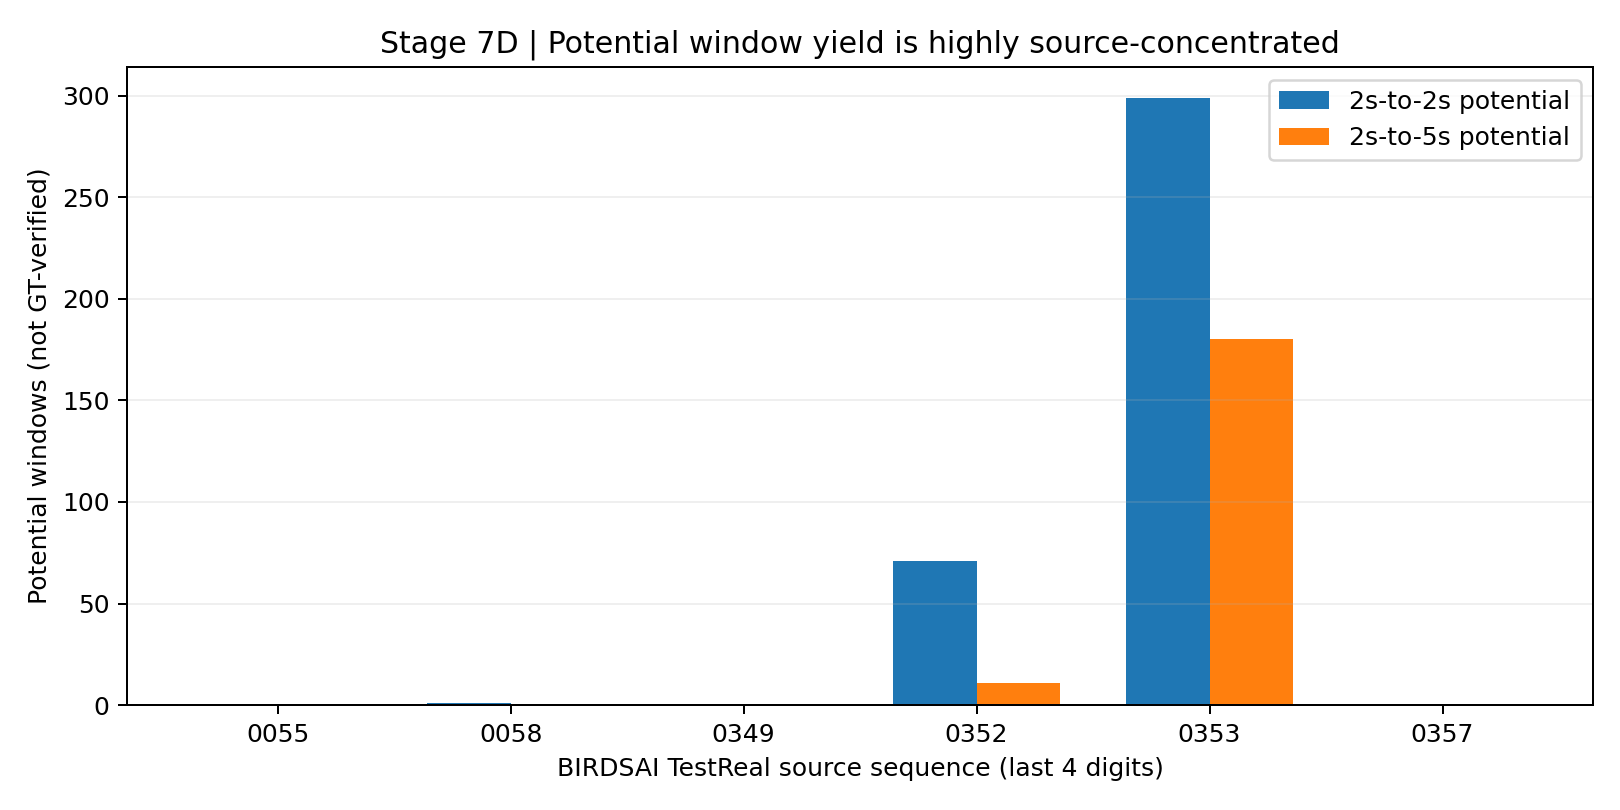 Stage 7D | Potential window yield is highly source-concentrated
2s-to-2s potential
2s-to-5s potential
Potential windows (not GT-verified)
300
250
200
150
100
50
0
0055 0058 0349 0352 0353 0357
BIRDSAI TestReal source sequence (last 4 digits)